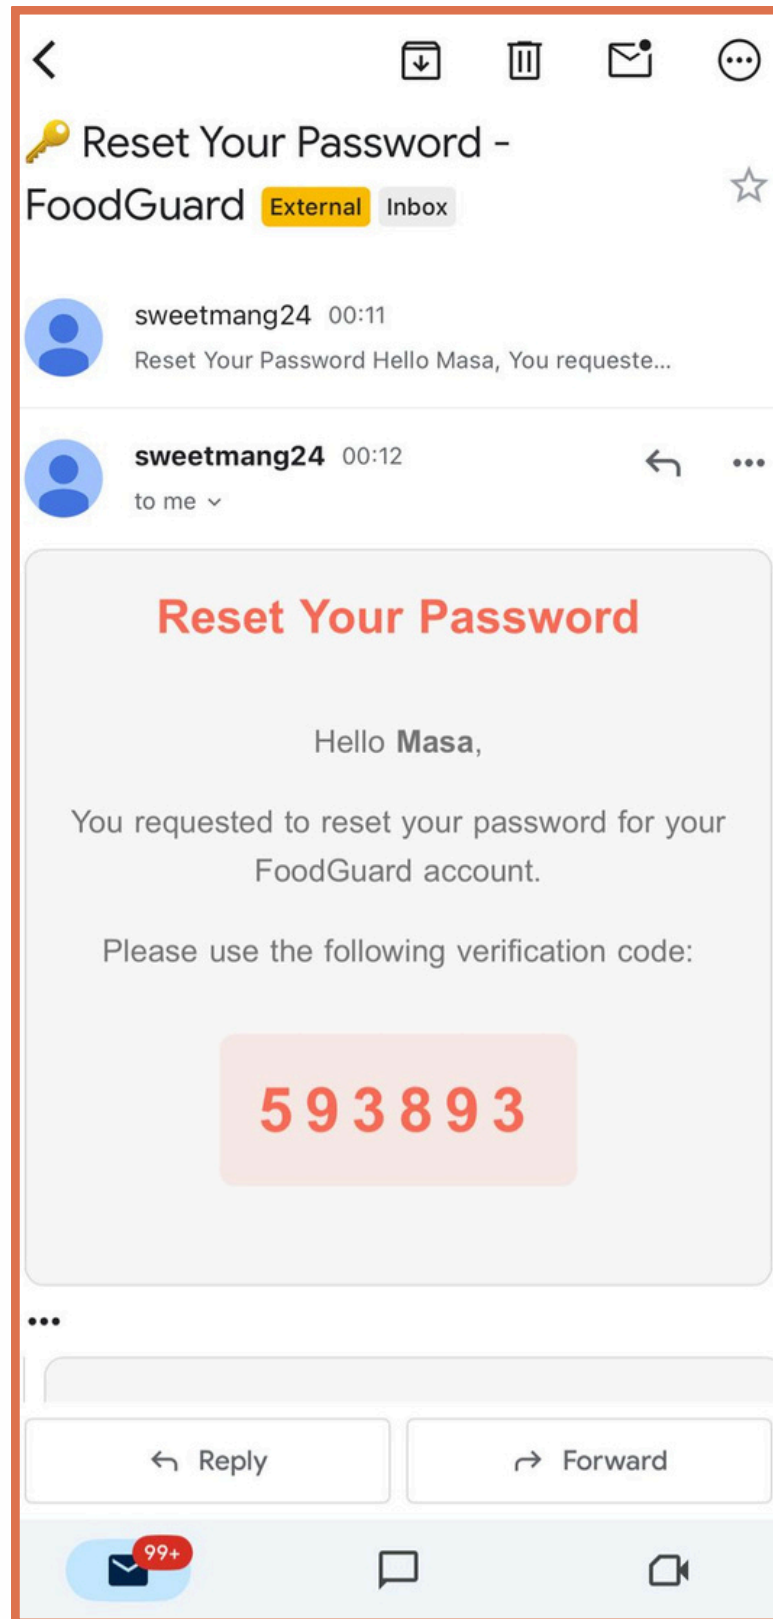 🔑 Reset Your Password -
FoodGuard External Inbox
sweetmang24 00:11
Reset Your Password Hello Masa, You requeste...
sweetmang24 00:12
to me
Reset Your Password
Hello Masa,
You requested to reset your password for your
FoodGuard account.
Please use the following verification code:
593893
Reply
Forward
99+